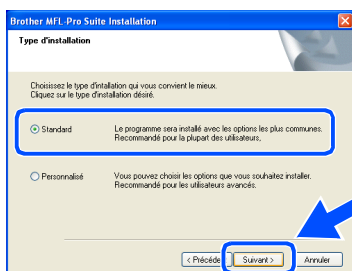 Brother MFL-Pro Suite Installation
Type d'installation
Choisissez le type d'intallation qui vous convient le mieux.
Cliquez sur le type d'installation désiré.
Standard
Le programme sera installé avec les options les plus communes.
Recommandé pour la plupart des utilisateurs,
Personnalisé
Vous pouvez choisir les options que vous souhaitez installer.
Recommandé pour les utilisateurs avancés.
< Précéde
Suivant >
Annuler